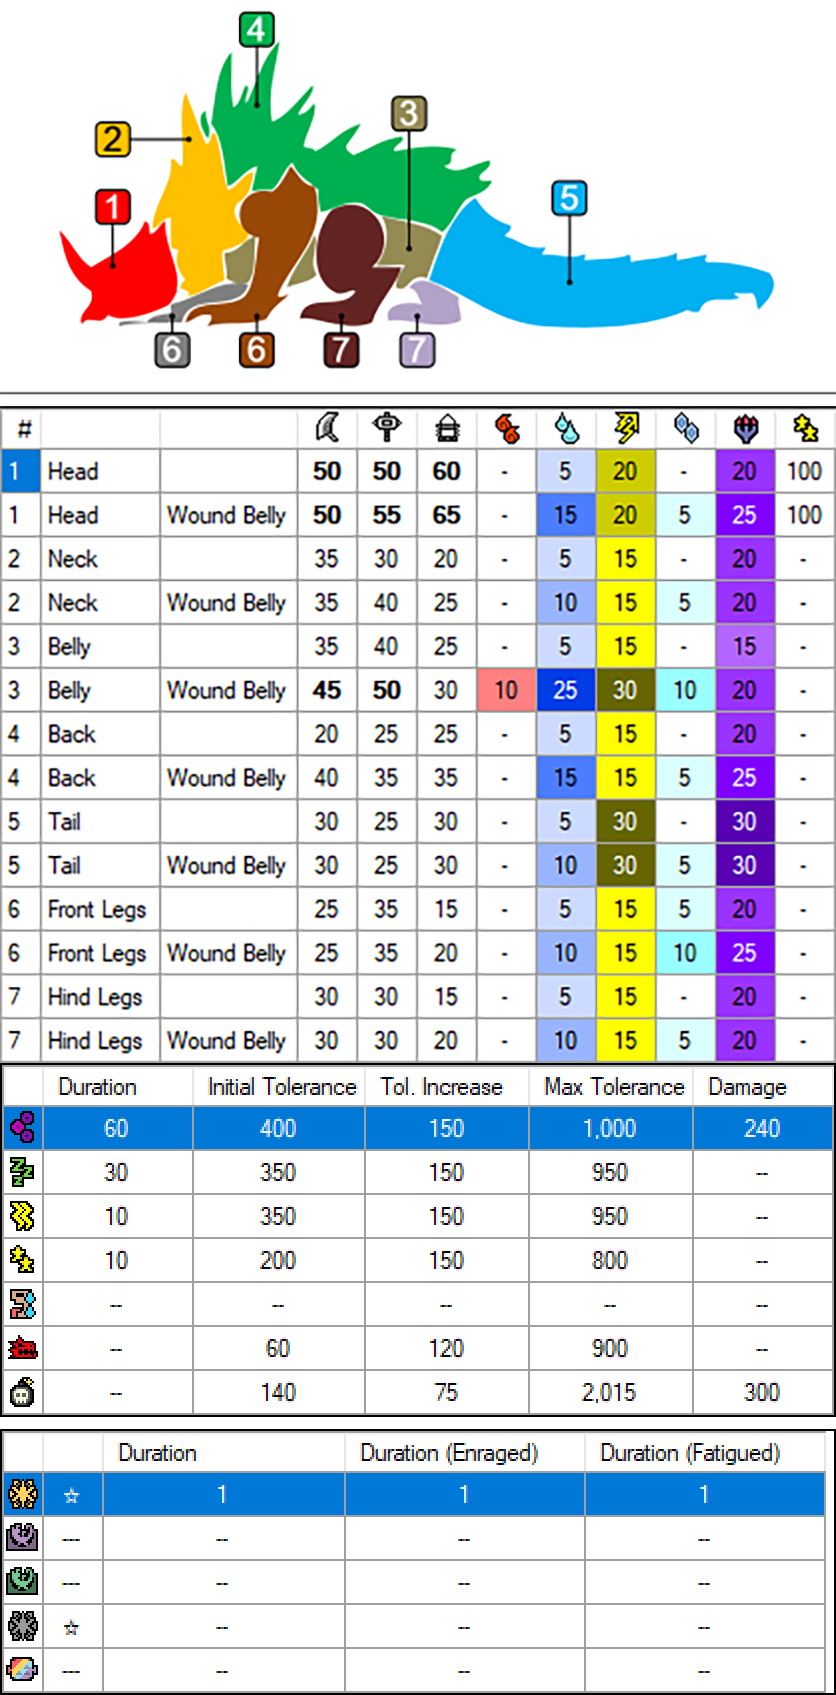 4
2
3
1
5
6 6 7 7
#
1 Head 50 50 60 - 5 20 - 20 100
1 Head Wound Belly 50 55 65 - 15 20 5 25 100
2 Neck 35 30 20 - 5 15 - 20 -
2 Neck Wound Belly 35 40 25 - 10 15 5 20 -
3 Belly 35 40 25 - 5 15 - 15 -
3 Belly Wound Belly 45 50 30 10 25 30 10 20 -
4 Back 20 25 25 - 5 15 - 20 -
4 Back Wound Belly 40 35 35 - 15 15 5 25 -
5 Tail 30 25 30 - 5 30 - 30 -
5 Tail Wound Belly 30 25 30 - 10 30 5 30 -
6 Front Legs 25 35 15 - 5 15 5 20 -
6 Front Legs Wound Belly 25 35 20 - 10 15 10 25 -
7 Hind Legs 30 30 15 - 5 15 - 20 -
7 Hind Legs Wound Belly 30 30 20 - 10 15 5 20 -
Duration Initial Tolerance Tol. Increase Max Tolerance Damage
60 400 150 1,000 240
30 350 150 950 --
10 350 150 950 --
10 200 150 800 --
-- -- -- -- --
-- 60 120 900 --
-- 140 75 2,015 300
Duration Duration (Enraged) Duration (Fatigued)
☆ 1 1 1
--- -- -- --
--- -- -- --
☆ -- -- --
--- -- -- --